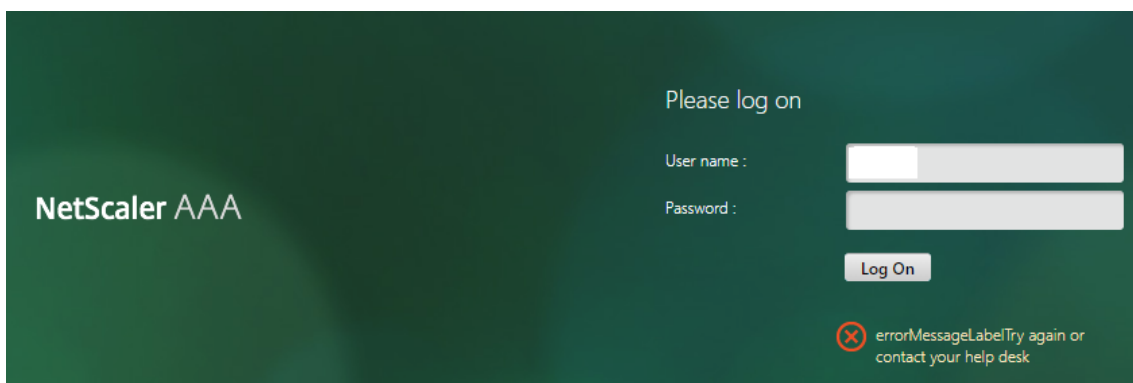 Please log on
User name :
NetScaler AAA
Password :
Log On
errorMessageLabelTry again or
contact your help desk